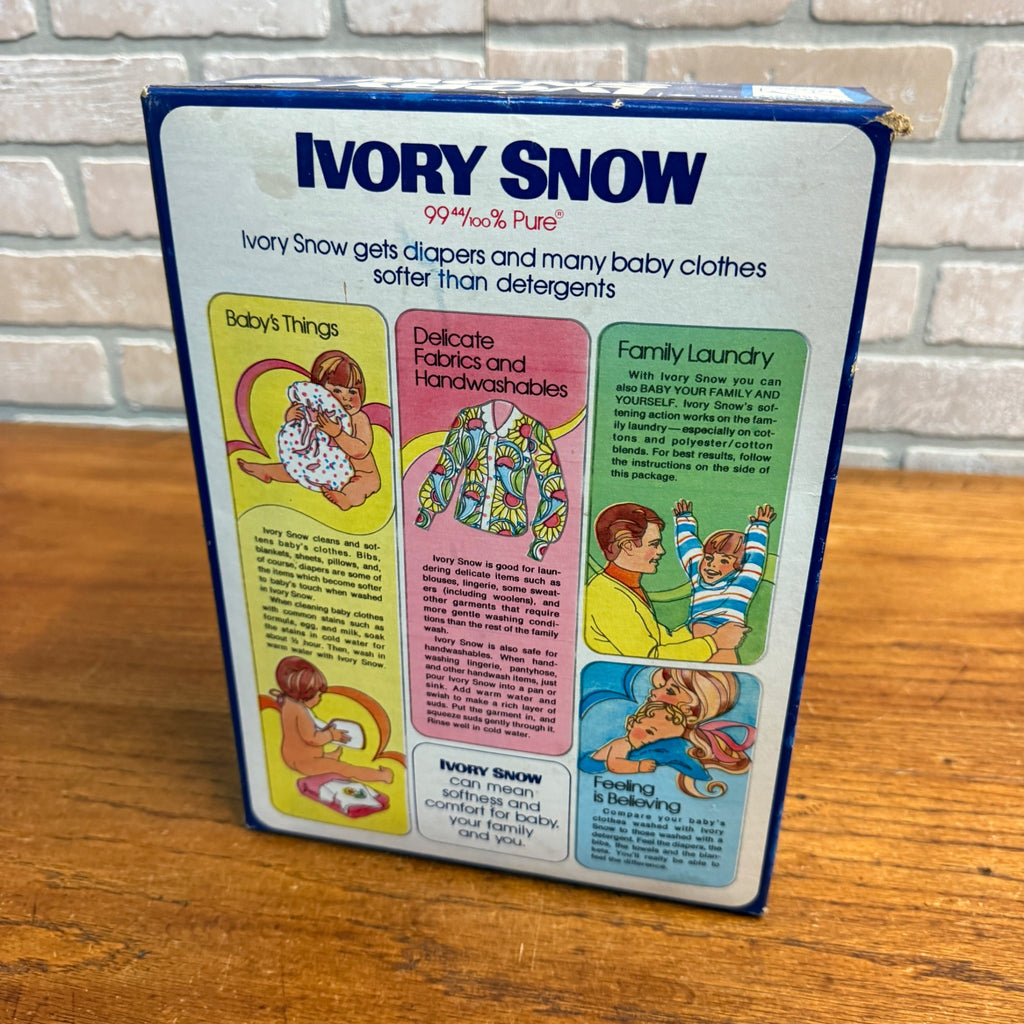 IVORY SNOW
99 44/100% Pure®
Ivory Snow gets diapers and many baby clothes
softer than detergents
Baby's Things
Ivory Snow cleans and sof-
tens baby's clothes. Bibs,
blankets, sheets, pillows, and,
of course, diapers are some of
the items which become softer
to baby's touch when washed
in Ivory Snow.
When cleaning baby clothes
with common stains such as
formula, egg, and milk, soak
the stains in cold water for
about ½ hour. Then, wash in
warm water with Ivory Snow.
Delicate
Fabrics and
Handwashables
Ivory Snow is good for laun-
dering delicate items such as
blouses, lingerie, some sweat-
ers (including woolens), and
other garments that require
more gentle washing condi-
tions than the rest of the family
wash.
Ivory Snow is also safe for
handwashables. When hand-
washing lingerie, pantyhose,
and other handwash items, just
pour Ivory Snow into a pan or
sink. Add warm water and
swish to make a rich layer of
suds. Put the garment in, and
squeeze suds gently through it.
Rinse well in cold water.
IVORY SNOW
can mean
softness and
comfort for baby,
your family
and you.
Family Laundry
With Ivory Snow you can
also BABY YOUR FAMILY AND
YOURSELF. Ivory Snow's sof-
tening action works on the fam-
ily laundry—especially on cot-
tons and polyester/cotton
blends. For best results, follow
the instructions on the side of
this package.
Feeling
is Believing
Compare your baby's
clothes washed with Ivory
Snow to those washed with a
detergent. Feel the diapers, the
bibs, the towels and the blan-
kets. You'll really be able to
feel the difference.